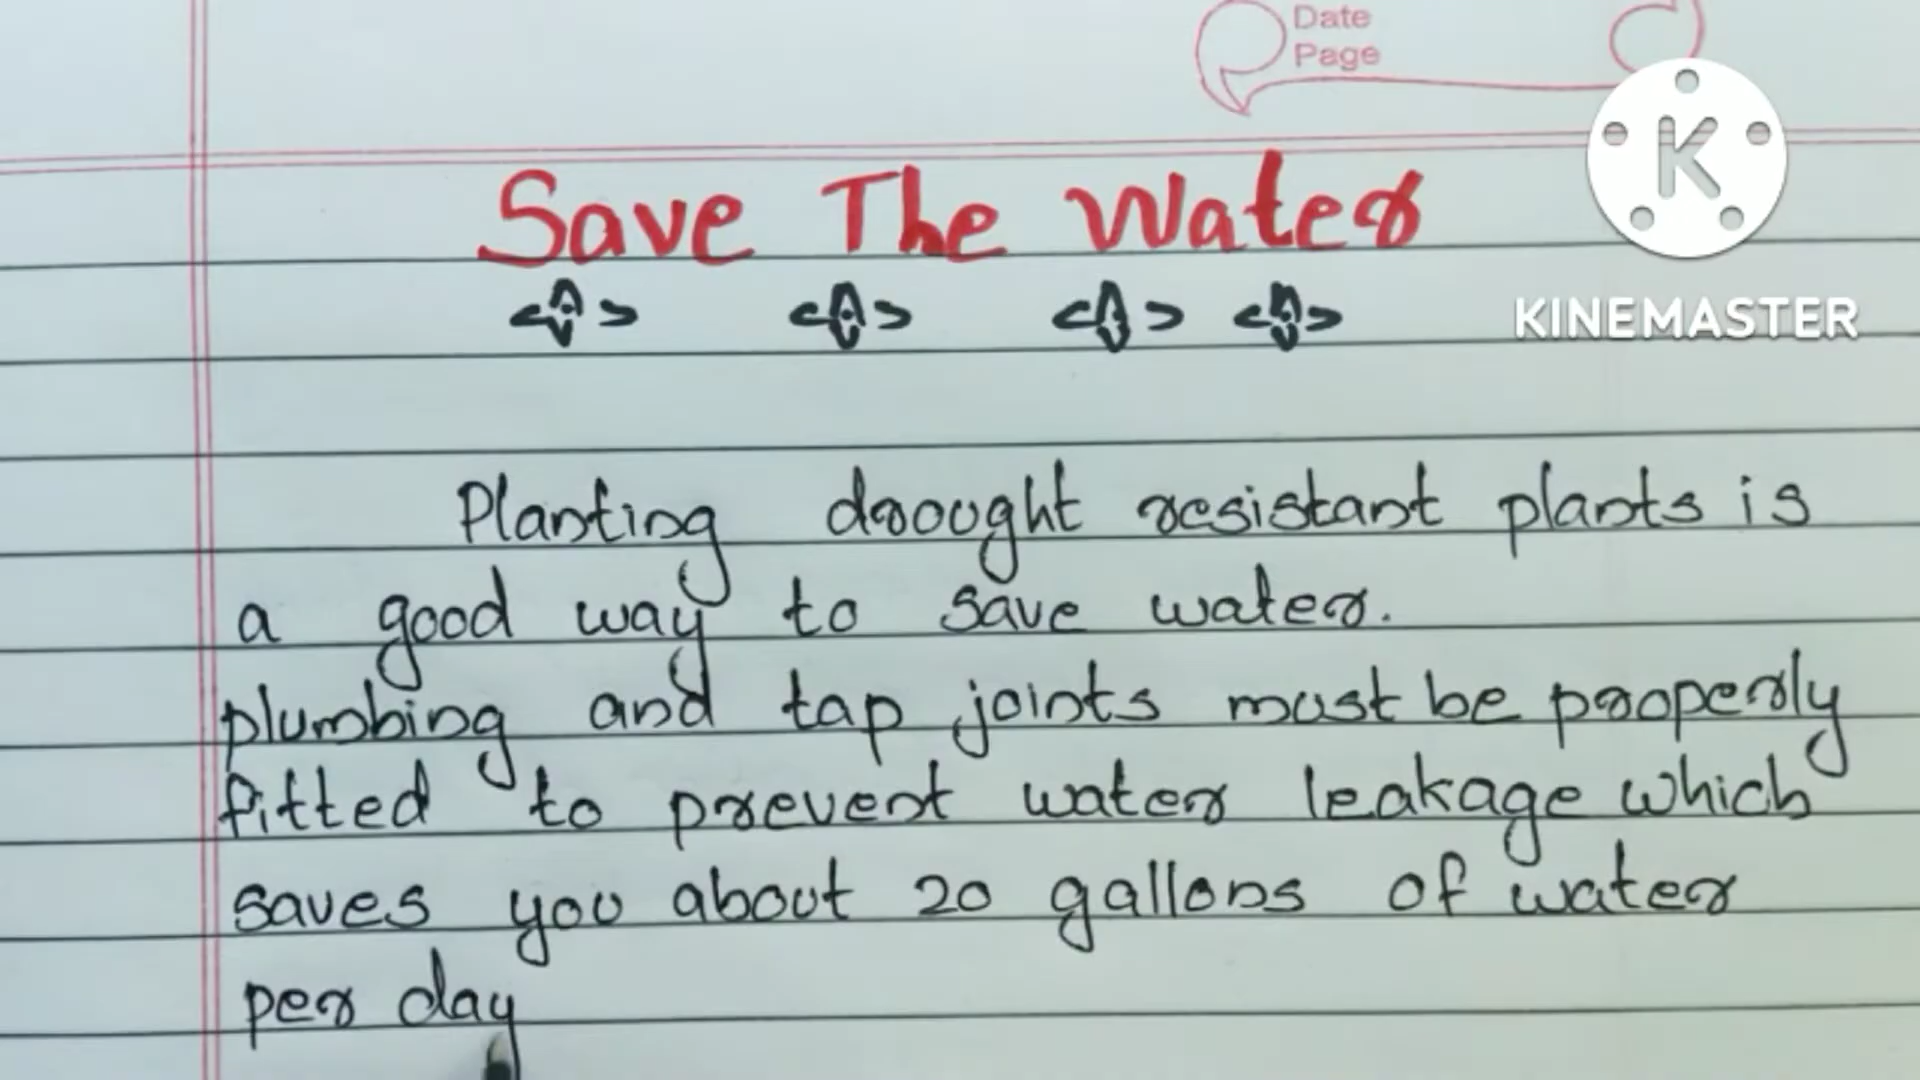 Date
Page
Save The Water
KINEMASTER
Planting drought resistant plants is
a good way to save water.
plumbing and tap joints must be properly
fitted to prevent water leakage which
saves you about 20 gallons of water
per day